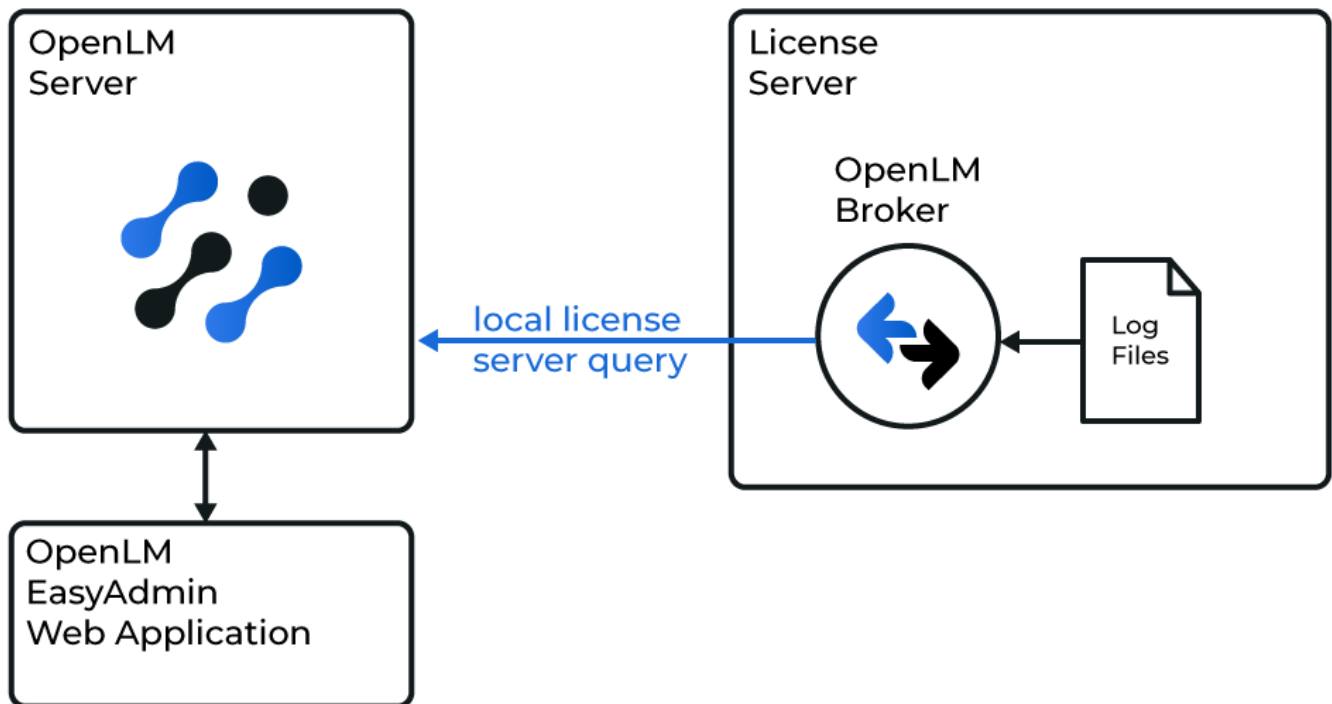 OpenLM
Server
License
Server
OpenLM
Broker
local license
server query
Log
Files
OpenLM
EasyAdmin
Web Application